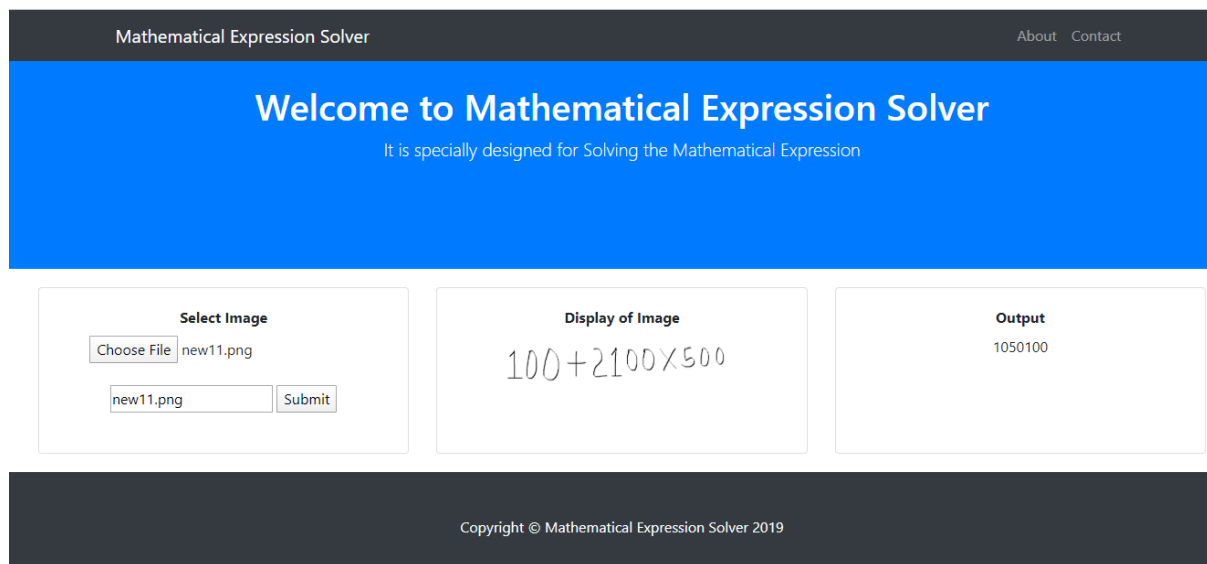 Mathematical Expression Solver About Contact
Welcome to Mathematical Expression Solver
It is specially designed for Solving the Mathematical Expression
Select Image
Choose File new11.png
new11.png Submit
Display of Image
100+2100X500
Output
1050100
Copyright © Mathematical Expression Solver 2019